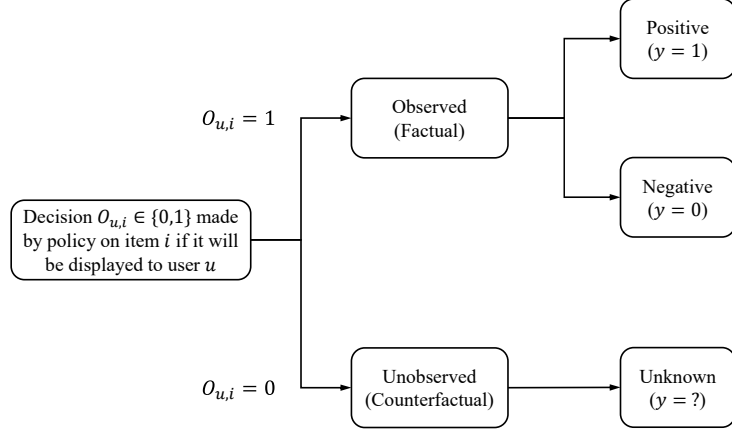 Positive
(y = 1)
O_{u,i} = 1
Observed
(Factual)
Negative
(y = 0)
Decision O_{u,i} ∈ {0,1} made
by policy on item i if it will
be displayed to user u
O_{u,i} = 0
Unobserved
(Counterfactual)
Unknown
(y = ?)